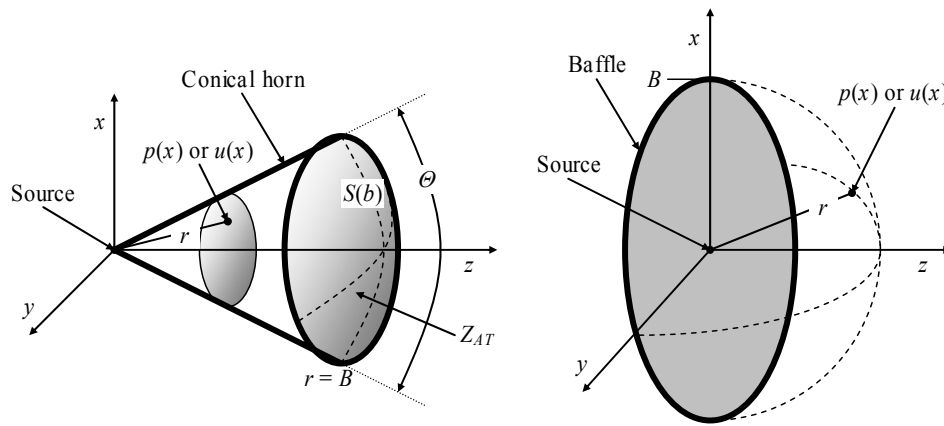 Conical horn
x
p(x) or u(x)
Source
r
S(b)
Θ
z
y
Z_AT
r = B
x
Baffle
B
p(x) or u(x)
Source
r
z
y